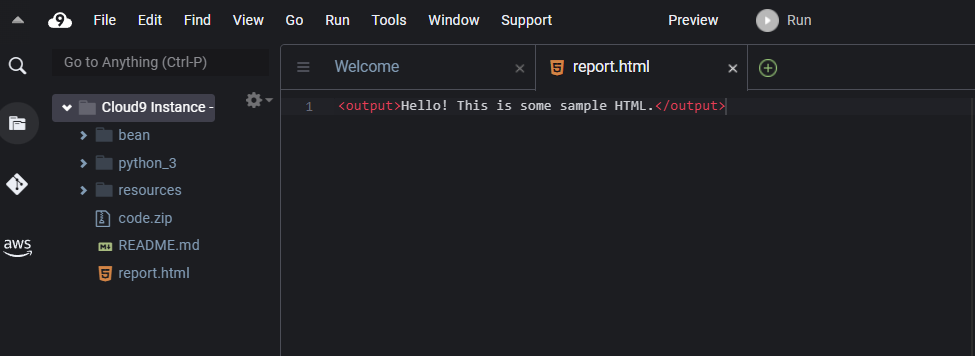 9 File Edit Find View Go Run Tools Window Support Preview Run
Go to Anything (Ctrl-P)
Welcome report.html
Cloud9 Instance -
1 <output>Hello! This is some sample HTML.</output>
bean
python_3
resources
code.zip
README.md
report.html
aws